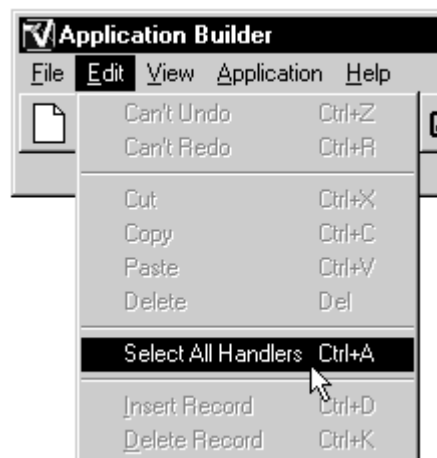 Application Builder
File Edit View Application Help
Can't Undo Ctrl+Z
Can't Redo Ctrl+R
Cut Ctrl+X
Copy Ctrl+C
Paste Ctrl+V
Delete Del
Select All Handlers Ctrl+A
Insert Record Ctrl+D
Delete Record Ctrl+K